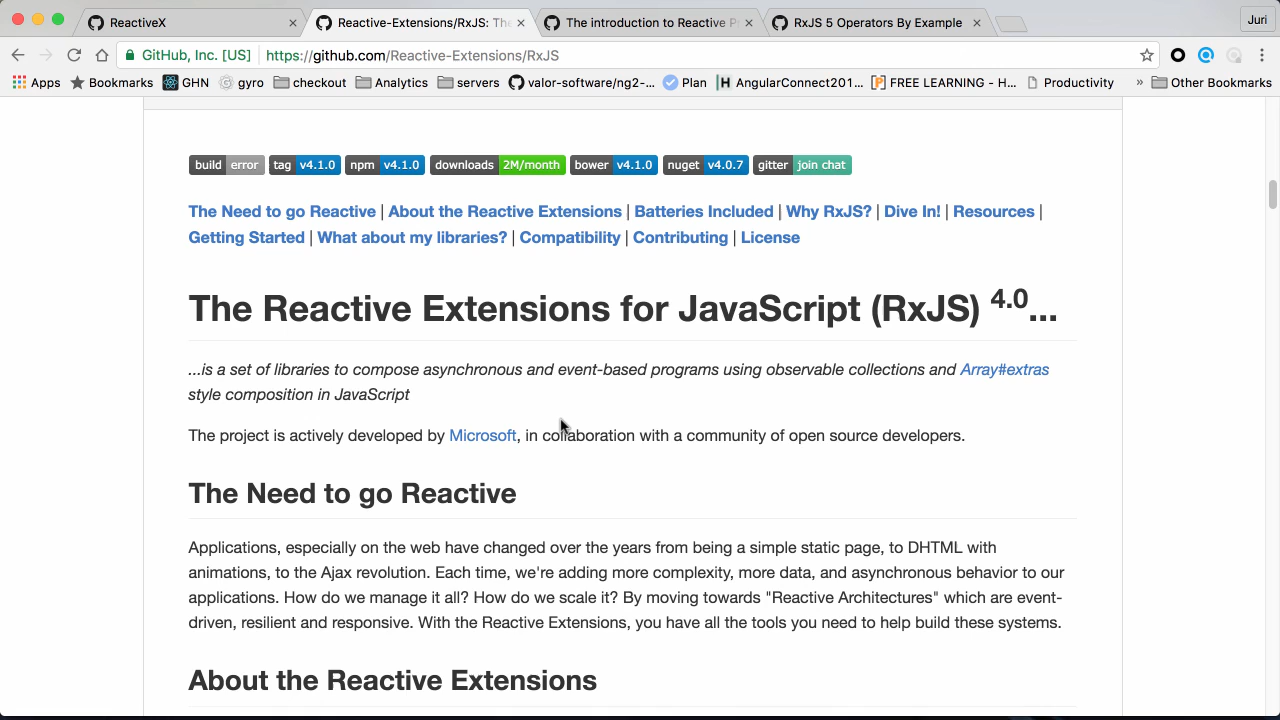 ReactiveX
Reactive-Extensions/RxJS: The
The introduction to Reactive P
RxJS 5 Operators By Example
Juri
GitHub, Inc. [US]
https://github.com/Reactive-Extensions/RxJS
Apps
Bookmarks
GHN
gyro
checkout
Analytics
servers
valor-software/ng2-...
Plan
AngularConnect201...
FREE LEARNING - H...
Productivity
»
Other Bookmarks
build error tag v4.1.0 npm v4.1.0 downloads 2M/month bower v4.1.0 nuget v4.0.7 gitter join chat
The Need to go Reactive | About the Reactive Extensions | Batteries Included | Why RxJS? | Dive In! | Resources |
Getting Started | What about my libraries? | Compatibility | Contributing | License
The Reactive Extensions for JavaScript (RxJS) 4.0...
...is a set of libraries to compose asynchronous and event-based programs using observable collections and Array#extras
style composition in JavaScript
The project is actively developed by Microsoft, in collaboration with a community of open source developers.
The Need to go Reactive
Applications, especially on the web have changed over the years from being a simple static page, to DHTML with
animations, to the Ajax revolution. Each time, we're adding more complexity, more data, and asynchronous behavior to our
applications. How do we manage it all? How do we scale it? By moving towards "Reactive Architectures" which are event-
driven, resilient and responsive. With the Reactive Extensions, you have all the tools you need to help build these systems.
About the Reactive Extensions